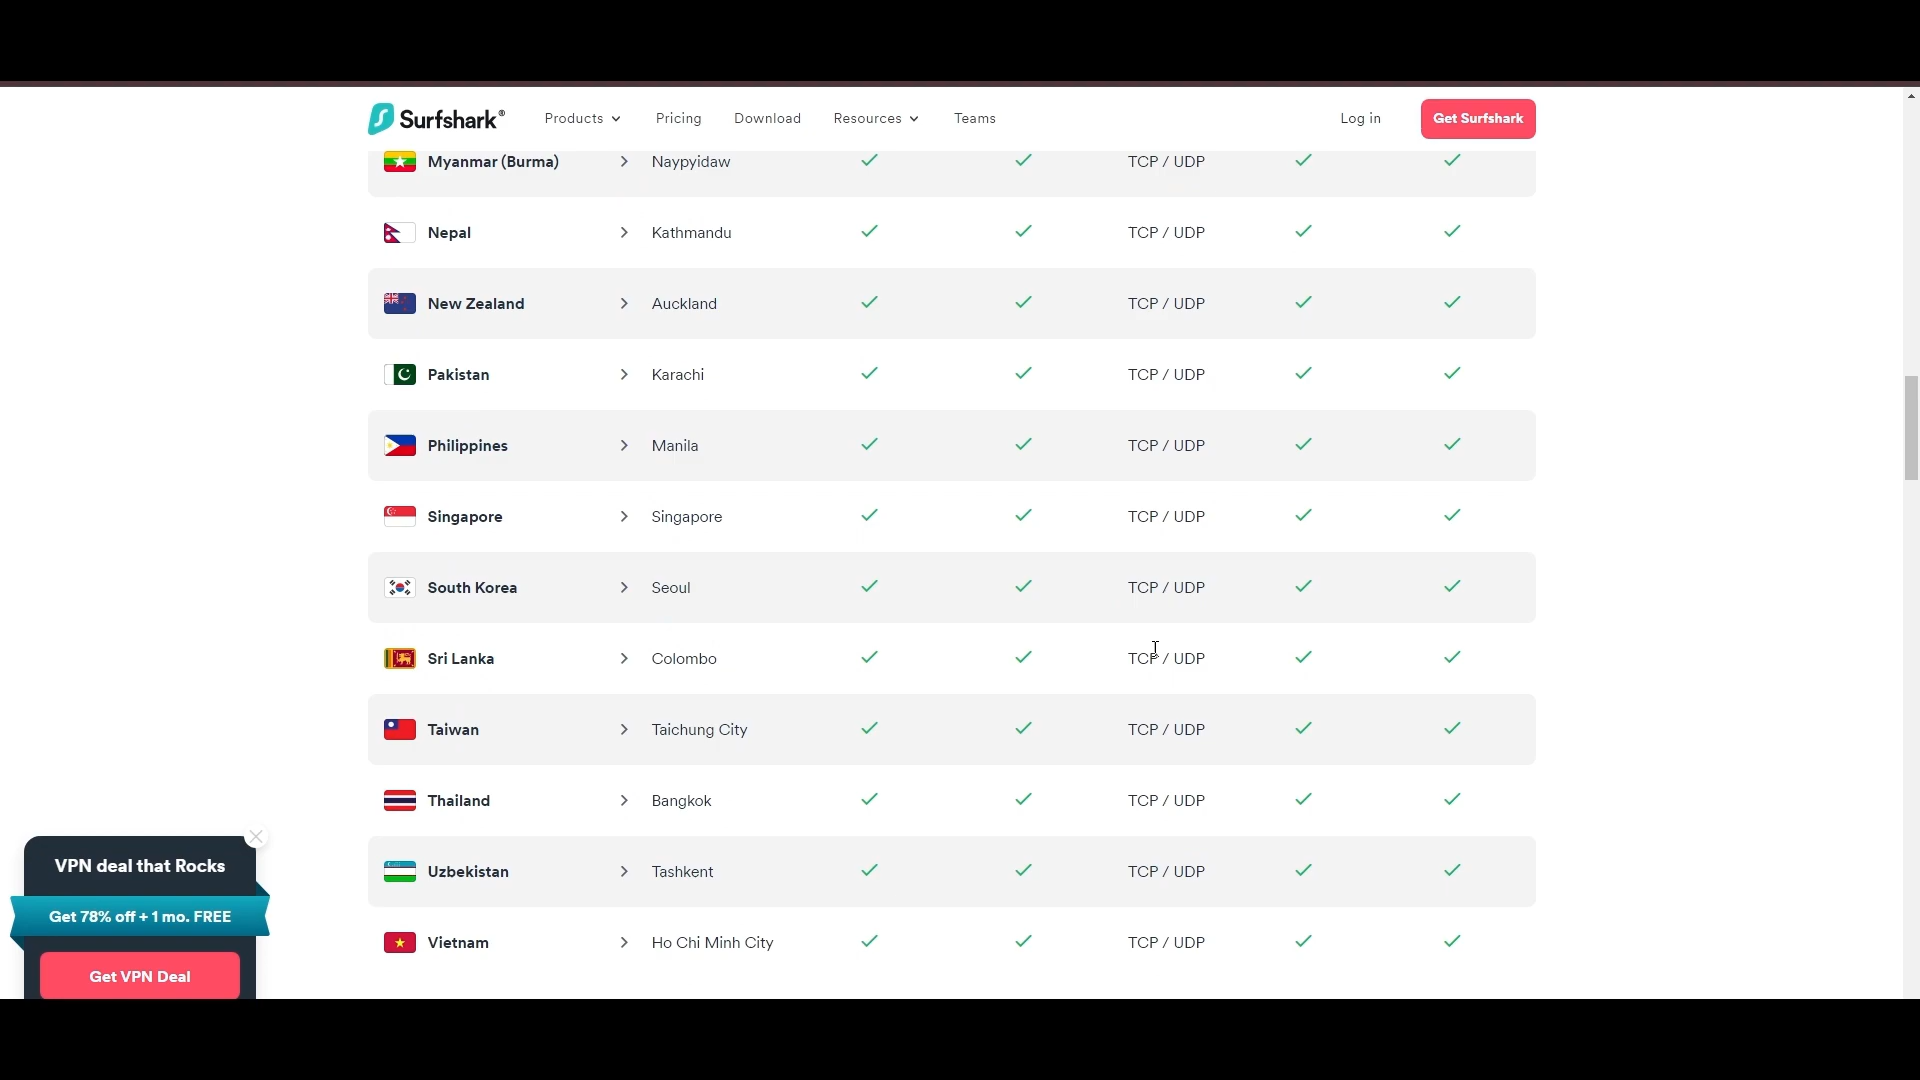 Surfshark® Products Pricing Download Resources Teams Log in Get Surfshark
Myanmar (Burma) Naypyidaw TCP / UDP
Nepal Kathmandu TCP / UDP
New Zealand Auckland TCP / UDP
Pakistan Karachi TCP / UDP
Philippines Manila TCP / UDP
Singapore Singapore TCP / UDP
South Korea Seoul TCP / UDP
Sri Lanka Colombo TCP / UDP
Taiwan Taichung City TCP / UDP
Thailand Bangkok TCP / UDP
Uzbekistan Tashkent TCP / UDP
Vietnam Ho Chi Minh City TCP / UDP
VPN deal that Rocks
Get 78% off + 1 mo. FREE
Get VPN Deal